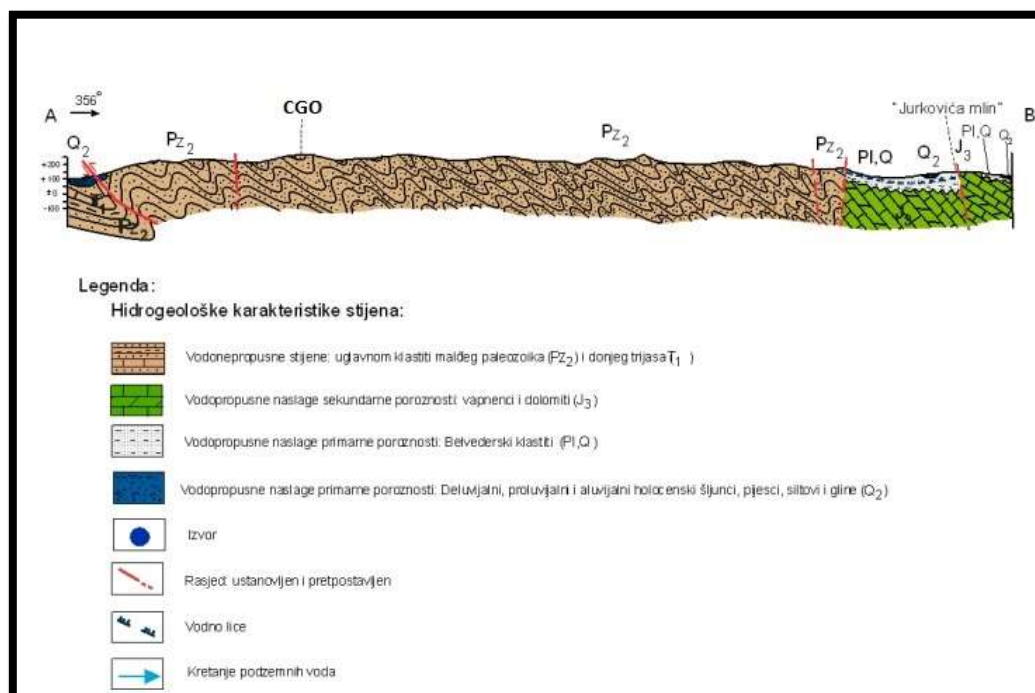 A
356°
CGO
"Jurkovića mlin"
B
Q2
Pz2
Pz2
Pz2
Pl,Q
Q2
J3
Pl,Q
Q2
+200
+100
±0
-100
Pz2
Legenda:
Hidrogeološke karakteristike stijena:
Vodonepropusne stijene: uglavnom klastiti malđeg paleozoika (Pz2) i donjeg trijasa T1 )
Vodopropusne naslage sekundarne poroznosti: vapnenci i dolomiti (J3)
Vodopropusne naslage primarne poroznosti: Belvederski klastiti (Pl,Q)
Vodopropusne naslage primarne poroznosti: Deluvijalni, proluvijalni i aluvijalni holocenski šljunci, pijesci, siltovi i gline (Q2)
Izvor
Rasjed: ustanovljen i pretpostavljen
Vodno lice
Kretanje podzemnih voda